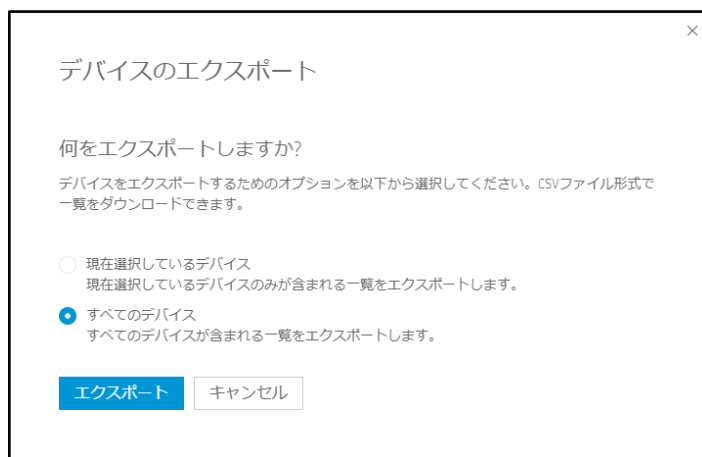 デバイスのエクスポート
何をエクスポートしますか?
デバイスをエクスポートするためのオプションを以下から選択してください。CSVファイル形式で
一覧をダウンロードできます。
現在選択しているデバイス
現在選択しているデバイスのみが含まれる一覧をエクスポートします。
すべてのデバイス
すべてのデバイスが含まれる一覧をエクスポートします。
エクスポート
キャンセル